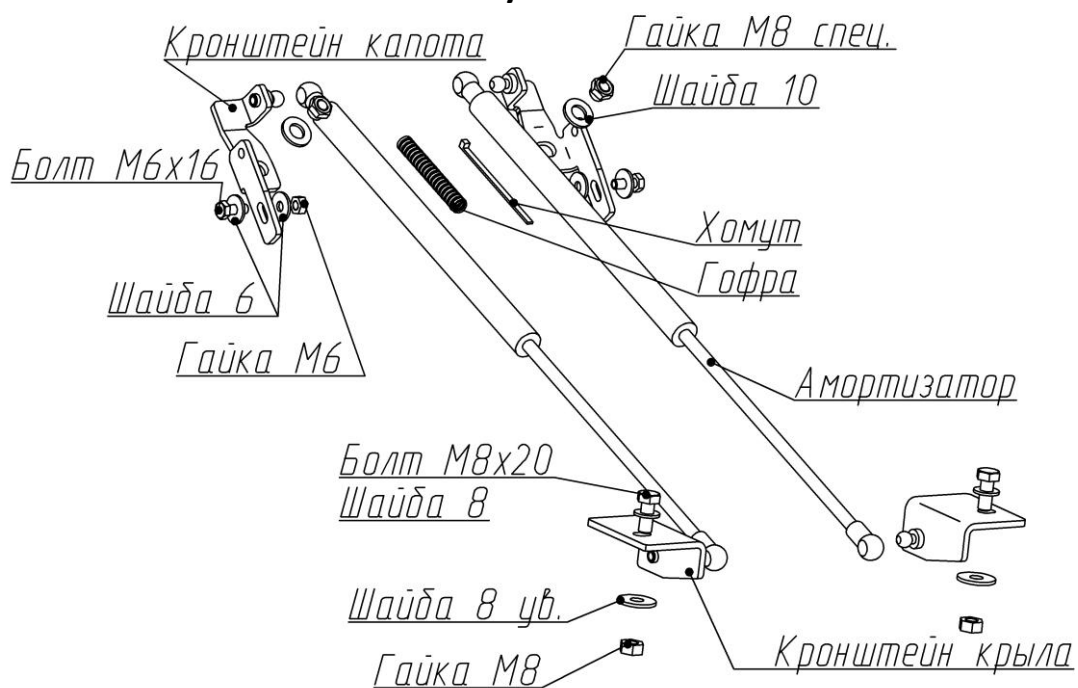 Кронштейн капота
Гайка М8 спец.
Шайба 10
Болт М6х16
Хомут
Гофра
Шайба 6
Гайка М6
Амортизатор
Болт М8х20
Шайба 8
Шайба 8 ув.
Гайка М8
Кронштейн крыла